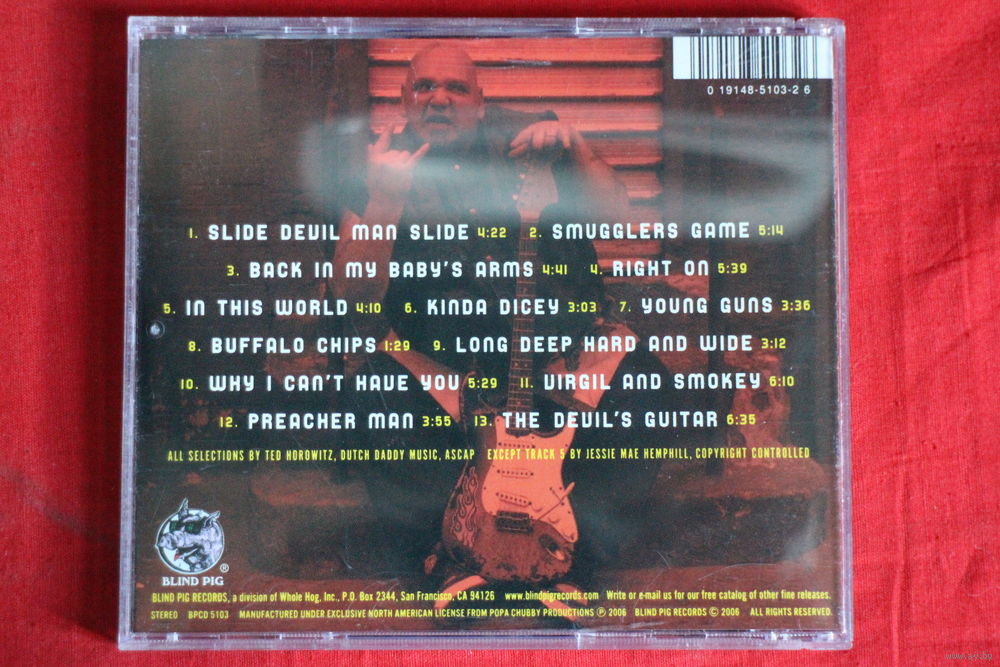 0 19148-5103-2 6
1. SLIDE DEVIL MAN SLIDE 4:22 2. SMUGGLERS GAME 5:14
3. BACK IN MY BABY'S ARMS 4:41 4. RIGHT ON 5:39
5. IN THIS WORLD 4:10 6. KINDA DICEY 3:03 7. YOUNG GUNS 3:36
8. BUFFALO CHIPS 1:29 9. LONG DEEP HARD AND WIDE 3:12
10. WHY I CAN'T HAVE YOU 5:29 11. VIRGIL AND SMOKEY 6:10
12. PREACHER MAN 3:55 13. THE DEVIL'S GUITAR 6:35
ALL SELECTIONS BY TED HOROWITZ, DUTCH DADDY MUSIC, ASCAP EXCEPT TRACK 5 BY JESSIE MAE HEMPHILL, COPYRIGHT CONTROLLED
BLIND PIG ®
BLIND PIG RECORDS, a division of Whole Hog, Inc., P.O. Box 2344, San Francisco, CA 94126 www.blindpigrecords.com Write or e-mail us for our free catalog of other fine releases.
STEREO BPCD 5103 MANUFACTURED UNDER EXCLUSIVE NORTH AMERICAN LICENSE FROM POPA CHUBBY PRODUCTIONS ℗ 2006 BLIND PIG RECORDS © 2006 ALL RIGHTS RESERVED.